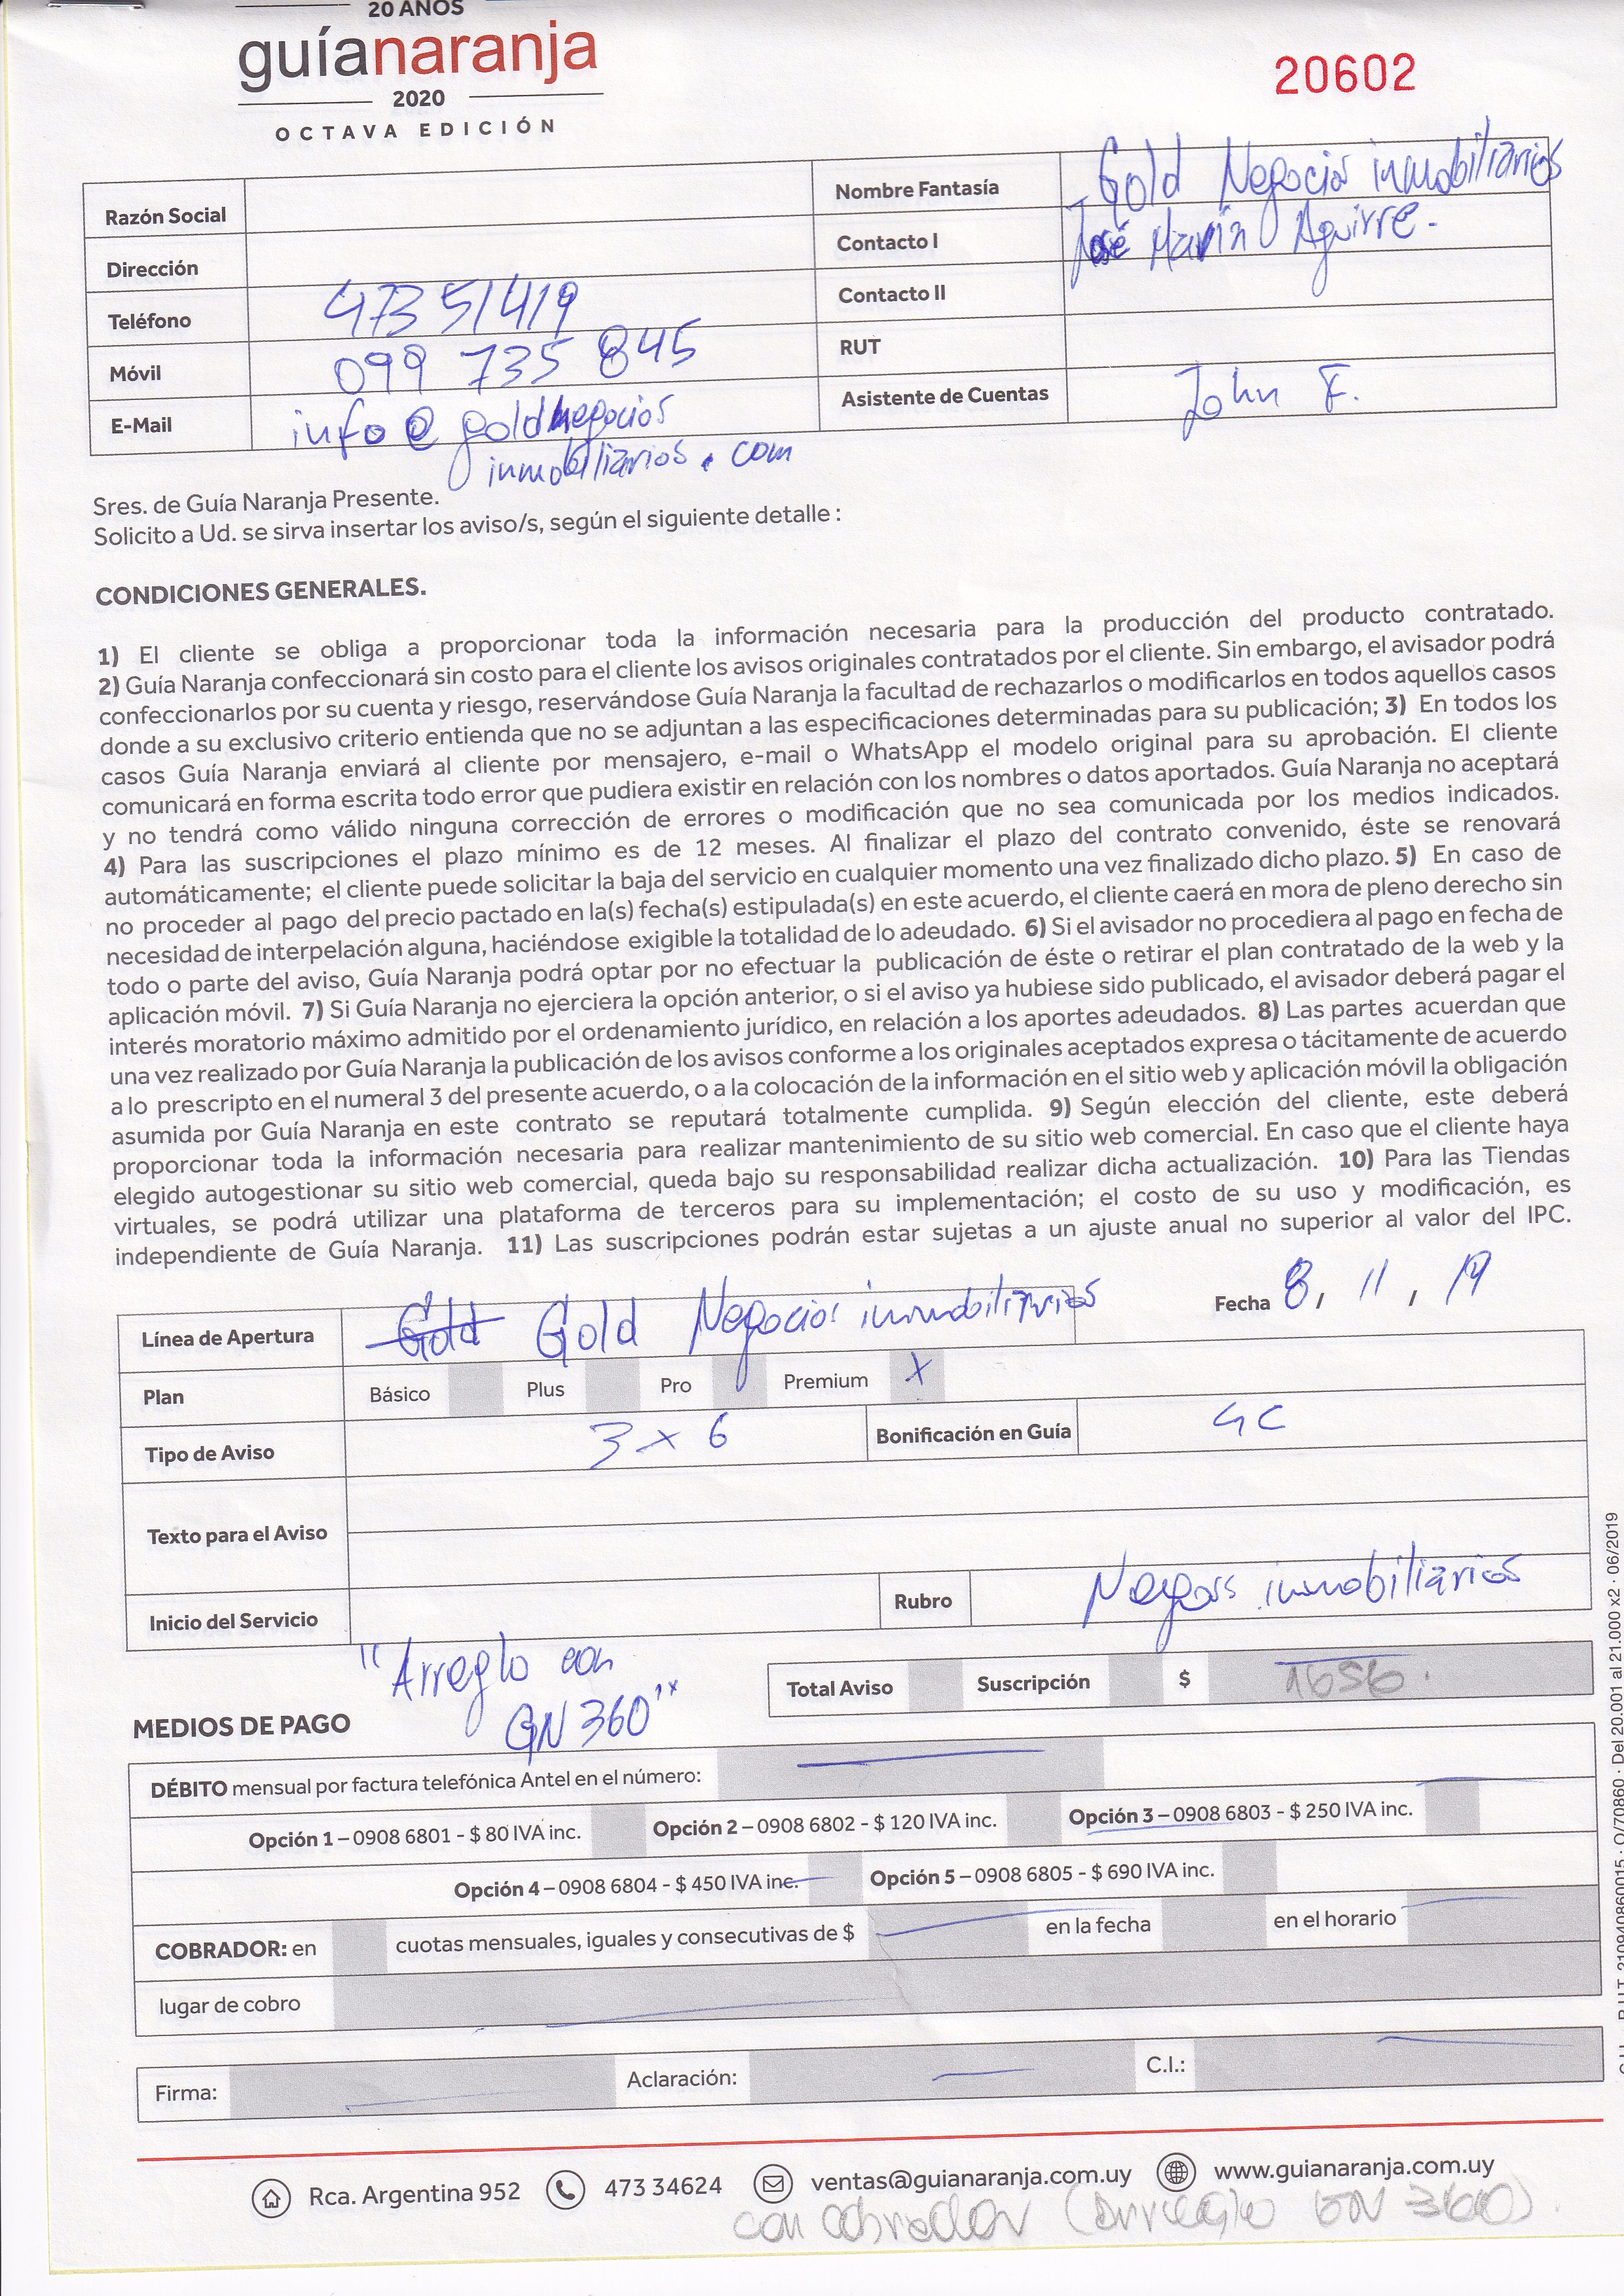 20 AÑOS
guíanaranja
2020
OCTAVA EDICIÓN
20602
Razón Social
Nombre Fantasía Gold Negocios inmobiliarios
Dirección
Contacto I José María Aguirre.
Teléfono 473 51419
Contacto II
Móvil 099 735 845
RUT
E-Mail info@goldnegocios
inmobiliarios.com
Asistente de Cuentas John F.
Sres. de Guía Naranja Presente.
Solicito a Ud. se sirva insertar los aviso/s, según el siguiente detalle :
CONDICIONES GENERALES.
1) El cliente se obliga a proporcionar toda la información necesaria para la producción del producto contratado.
2) Guía Naranja confeccionará sin costo para el cliente los avisos originales contratados por el cliente. Sin embargo, el avisador podrá
confeccionarlos por su cuenta y riesgo, reservándose Guía Naranja la facultad de rechazarlos o modificarlos en todos aquellos casos
donde a su exclusivo criterio entienda que no se adjuntan a las especificaciones determinadas para su publicación; 3) En todos los
casos Guía Naranja enviará al cliente por mensajero, e-mail o WhatsApp el modelo original para su aprobación. El cliente
comunicará en forma escrita todo error que pudiera existir en relación con los nombres o datos aportados. Guía Naranja no aceptará
y no tendrá como válido ninguna corrección de errores o modificación que no sea comunicada por los medios indicados.
4) Para las suscripciones el plazo mínimo es de 12 meses. Al finalizar el plazo del contrato convenido, éste se renovará
automáticamente; el cliente puede solicitar la baja del servicio en cualquier momento una vez finalizado dicho plazo. 5) En caso de
no proceder al pago del precio pactado en la(s) fecha(s) estipulada(s) en este acuerdo, el cliente caerá en mora de pleno derecho sin
necesidad de interpelación alguna, haciéndose exigible la totalidad de lo adeudado. 6) Si el avisador no procediera al pago en fecha de
todo o parte del aviso, Guía Naranja podrá optar por no efectuar la publicación de éste o retirar el plan contratado de la web y la
aplicación móvil. 7) Si Guía Naranja no ejerciera la opción anterior, o si el aviso ya hubiese sido publicado, el avisador deberá pagar el
interés moratorio máximo admitido por el ordenamiento jurídico, en relación a los aportes adeudados. 8) Las partes acuerdan que
una vez realizado por Guía Naranja la publicación de los avisos conforme a los originales aceptados expresa o tácitamente de acuerdo
a lo prescripto en el numeral 3 del presente acuerdo, o a la colocación de la información en el sitio web y aplicación móvil la obligación
asumida por Guía Naranja en este contrato se reputará totalmente cumplida. 9) Según elección del cliente, este deberá
proporcionar toda la información necesaria para realizar mantenimiento de su sitio web comercial. En caso que el cliente haya
elegido autogestionar su sitio web comercial, queda bajo su responsabilidad realizar dicha actualización. 10) Para las Tiendas
virtuales, se podrá utilizar una plataforma de terceros para su implementación; el costo de su uso y modificación, es
independiente de Guía Naranja. 11) Las suscripciones podrán estar sujetas a un ajuste anual no superior al valor del IPC.
Fecha 8, 11, 19
Línea de Apertura Gold Gold Negocios inmobiliarios
Plan Básico Plus Pro Premium X
Tipo de Aviso 3 x 6 Bonificación en Guía GC
Texto para el Aviso
Inicio del Servicio Rubro Negocios inmobiliarios
"Arreglo con
GN 360"
Total Aviso Suscripción $ 1656.
MEDIOS DE PAGO
DÉBITO mensual por factura telefónica Antel en el número:
Opción 1 – 0908 6801 - $ 80 IVA inc. Opción 2 – 0908 6802 - $ 120 IVA inc. Opción 3 – 0908 6803 - $ 250 IVA inc.
Opción 4 – 0908 6804 - $ 450 IVA inc. Opción 5 – 0908 6805 - $ 690 IVA inc.
COBRADOR: en cuotas mensuales, iguales y consecutivas de $ en la fecha en el horario
lugar de cobro
Firma: Aclaración: C.I.:
Rca. Argentina 952 473 34624 ventas@guianaranja.com.uy www.guianaranja.com.uy
con cobrador (arreglo GN 360).
R.U.T. 210940860015 · O/70860 · Del 20.001 al 21.000 x2 · 06/2019